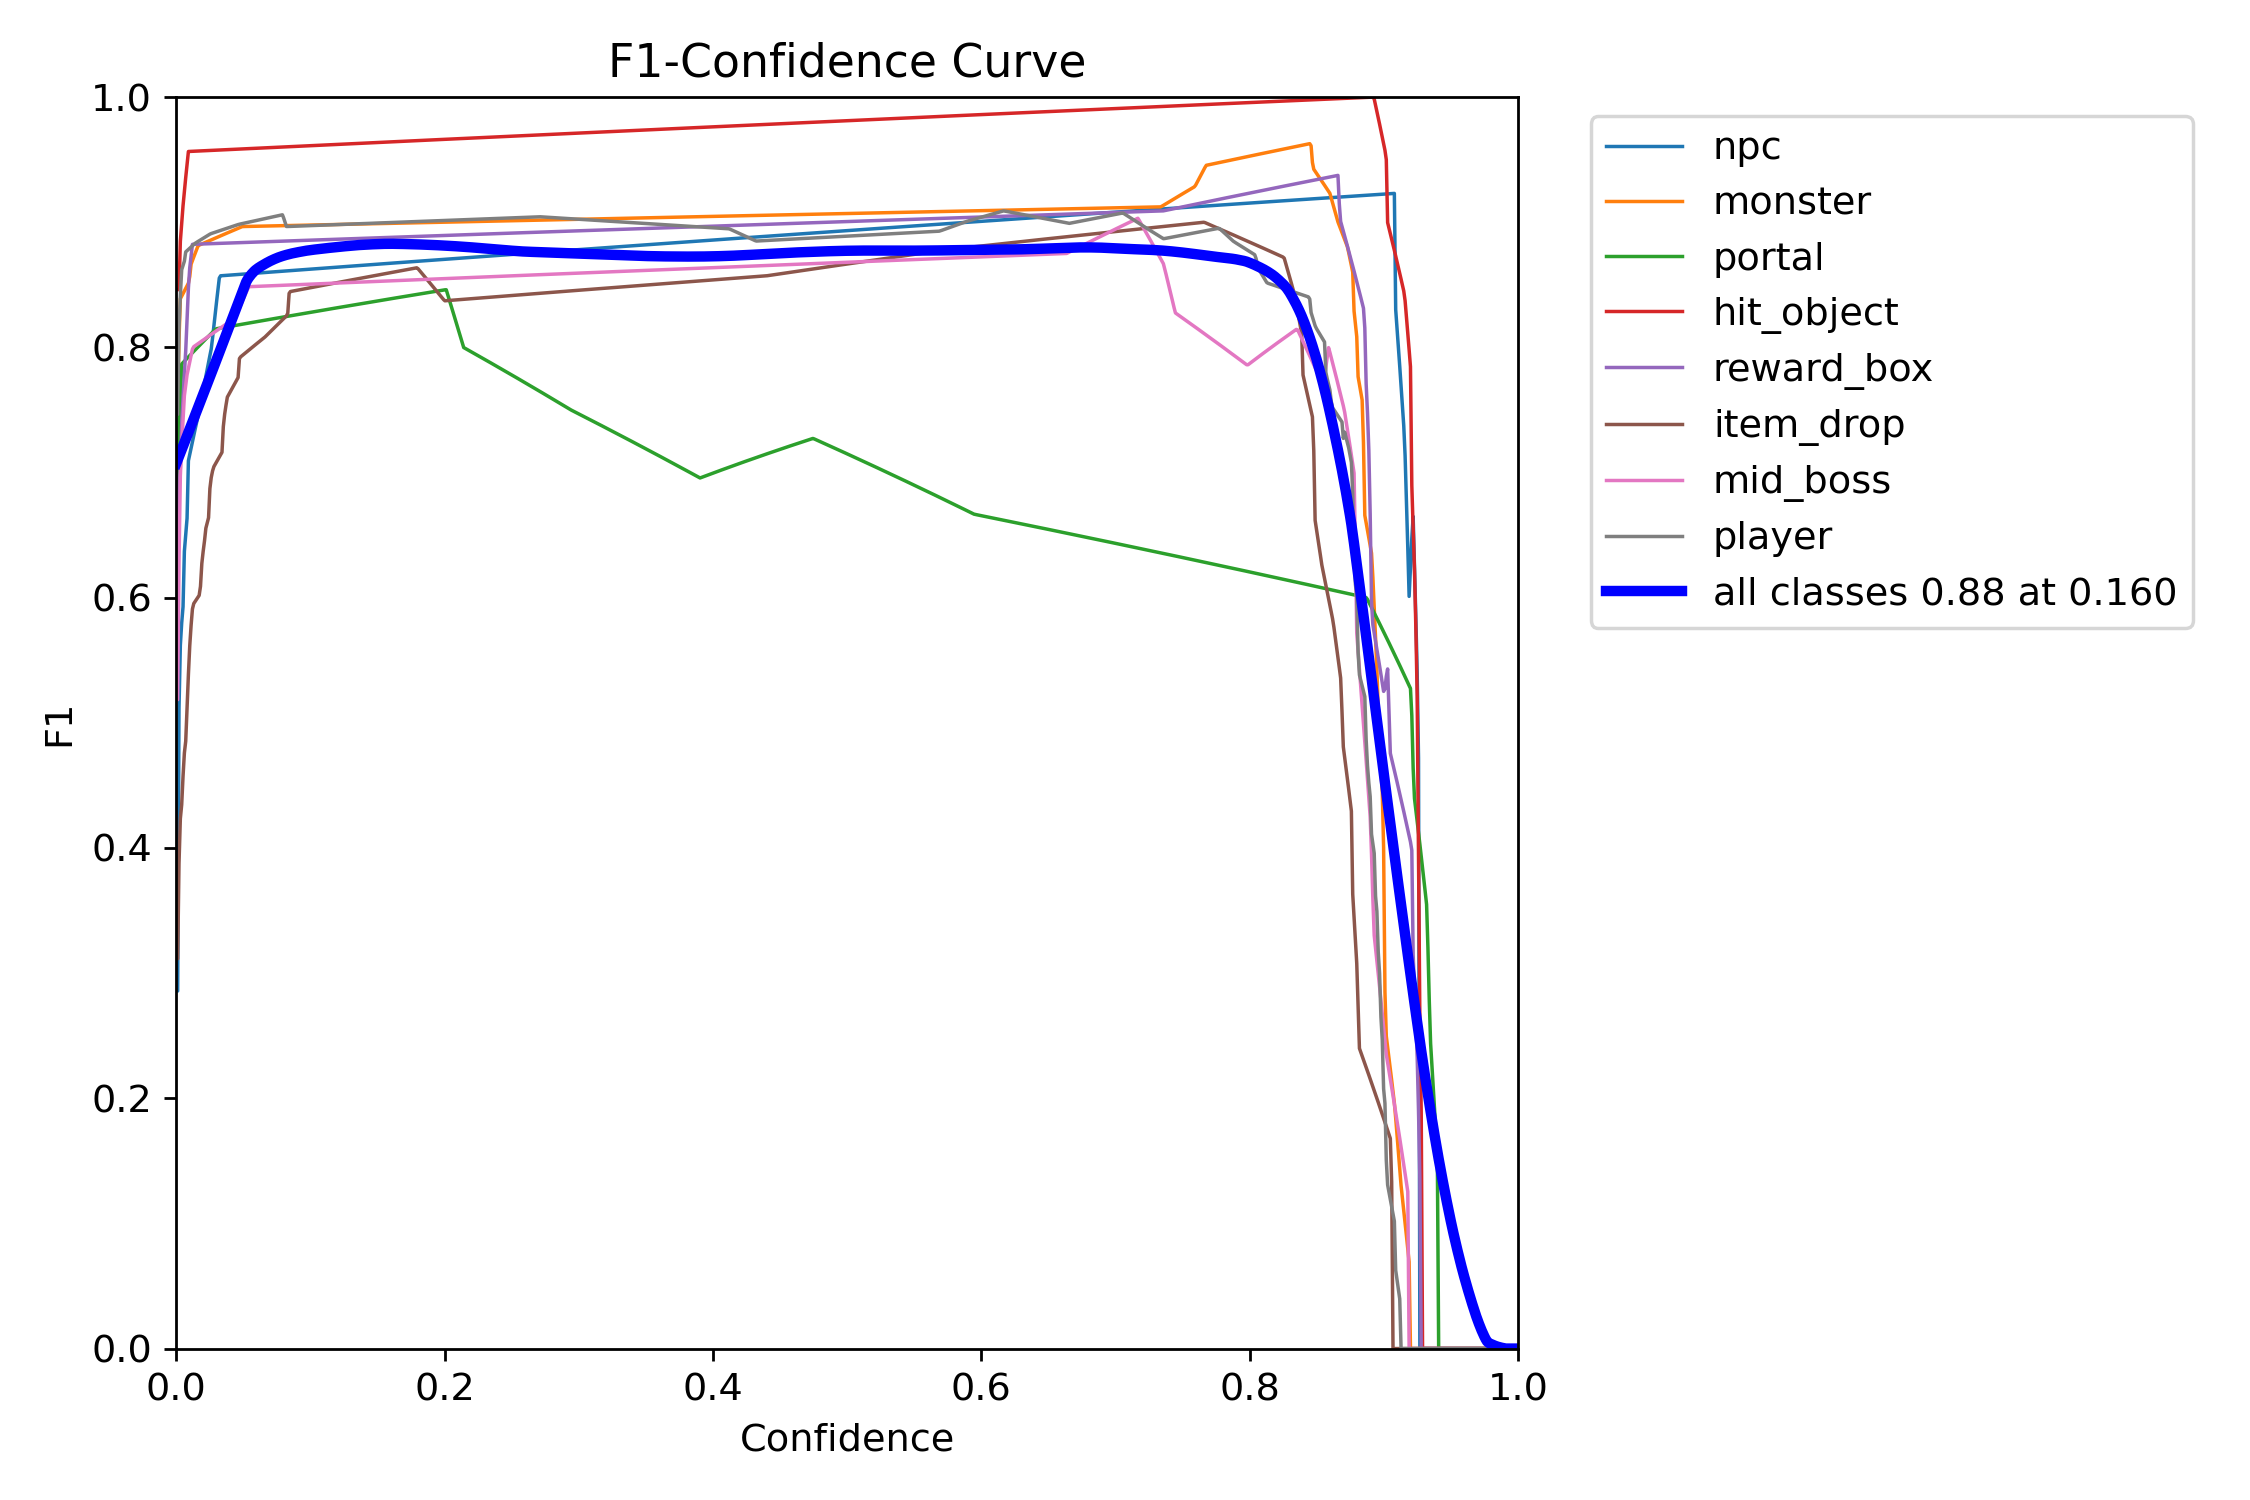 F1-Confidence Curve
1.0
0.8
0.6
0.4
0.2
0.0
F1
0.0 0.2 0.4 0.6 0.8 1.0
Confidence
npc
monster
portal
hit_object
reward_box
item_drop
mid_boss
player
all classes 0.88 at 0.160